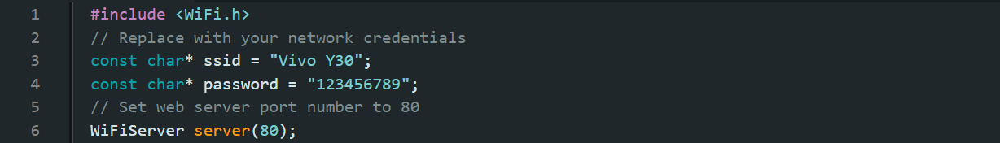 1 #include <WiFi.h>
2 // Replace with your network credentials
3 const char* ssid = "Vivo Y30";
4 const char* password = "123456789";
5 // Set web server port number to 80
6 WiFiServer server(80);